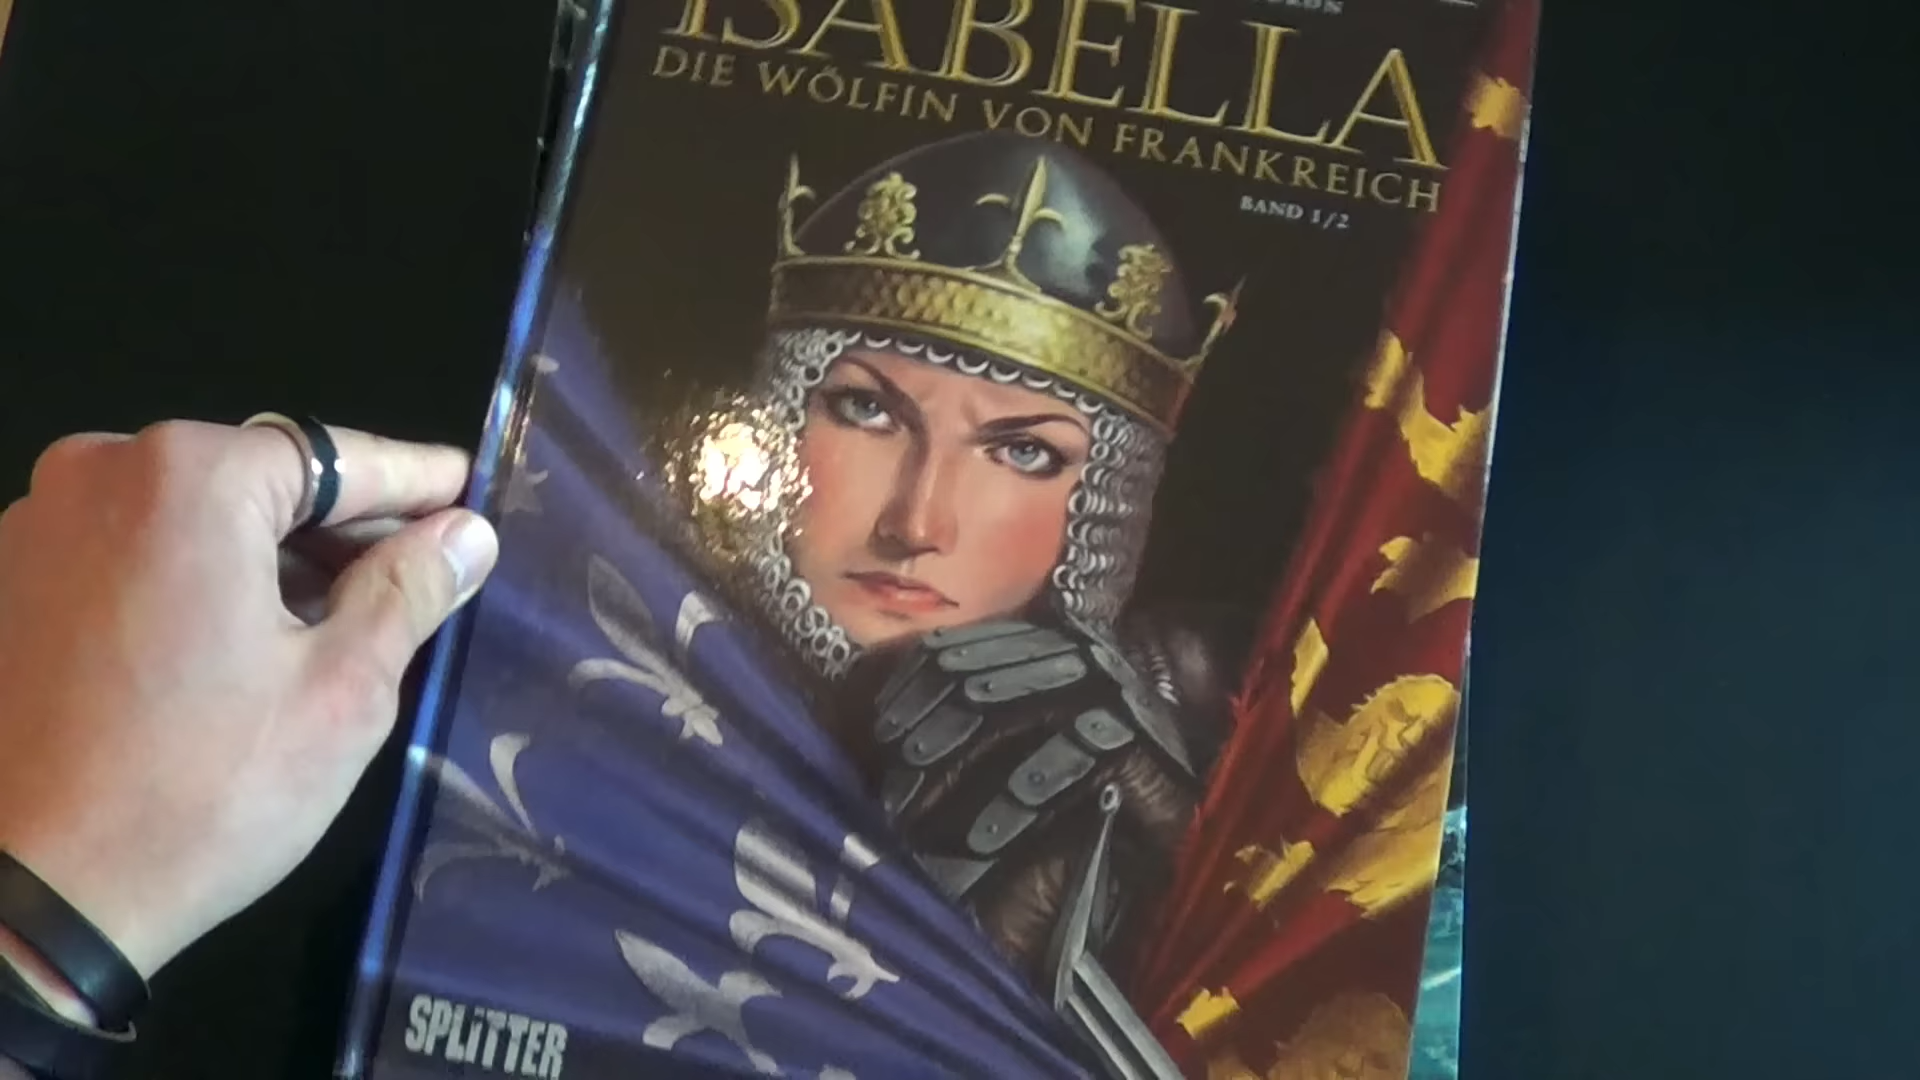 ISABELLA
DIE WÖLFIN VON FRANKREICH
BAND 1/2
SPLITTER